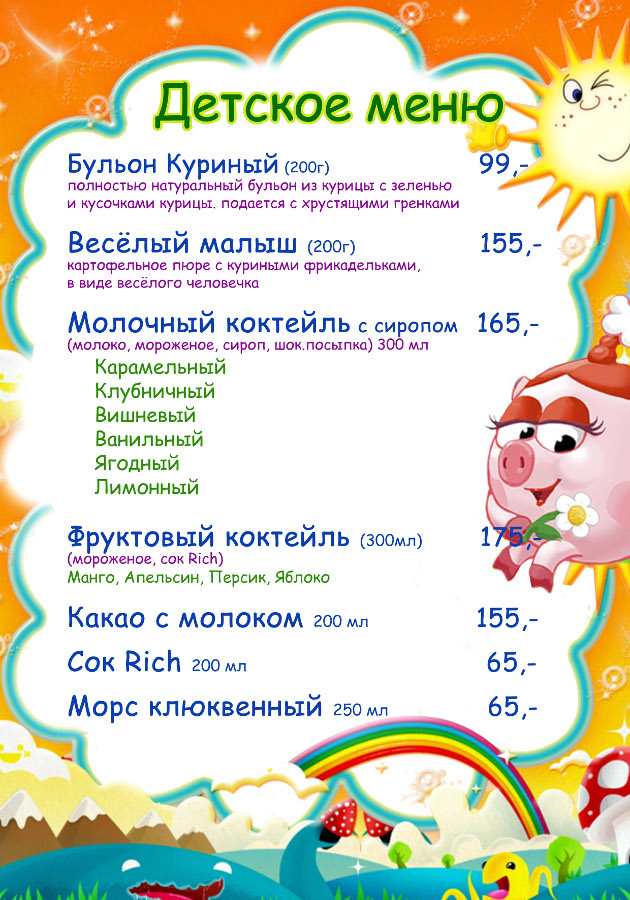 Детское меню
Бульон Куриный (200г) 99,-
полностью натуральный бульон из курицы с зеленью
и кусочками курицы. подается с хрустящими гренками
Весёлый малыш (200г) 155,-
картофельное пюре с куриными фрикадельками,
в виде весёлого человечка
Молочный коктейль с сиропом 165,-
(молоко, мороженое, сироп, шок.посыпка) 300 мл
Карамельный
Клубничный
Вишневый
Ванильный
Ягодный
Лимонный
Фруктовый коктейль (300мл) 175,-
(мороженое, сок Rich)
Манго, Апельсин, Персик, Яблоко
Какао с молоком 200 мл 155,-
Сок Rich 200 мл 65,-
Морс клюквенный 250 мл 65,-